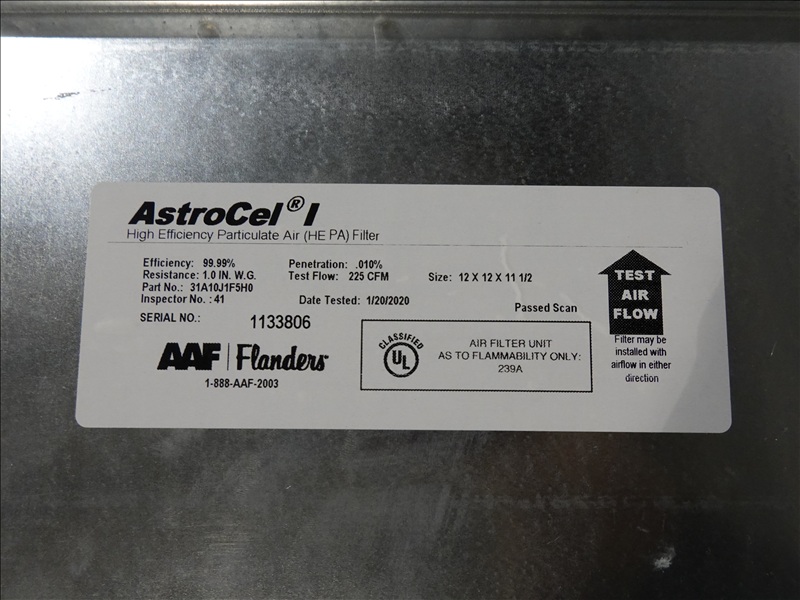 AstroCel® I
High Efficiency Particulate Air (HE PA) Filter
Efficiency: 99.99% Penetration: .010%
Resistance: 1.0 IN. W.G. Test Flow: 225 CFM Size: 12 X 12 X 11 1/2
Part No.: 31A10J1F5H0
Inspector No. : 41 Date Tested: 1/20/2020
Passed Scan
SERIAL NO.: 1133806
AAF | Flanders
1-888-AAF-2003
CLASSIFIED
UL
AIR FILTER UNIT
AS TO FLAMMABILITY ONLY:
239A
TEST
AIR
FLOW
Filter may be
installed with
airflow in either
direction